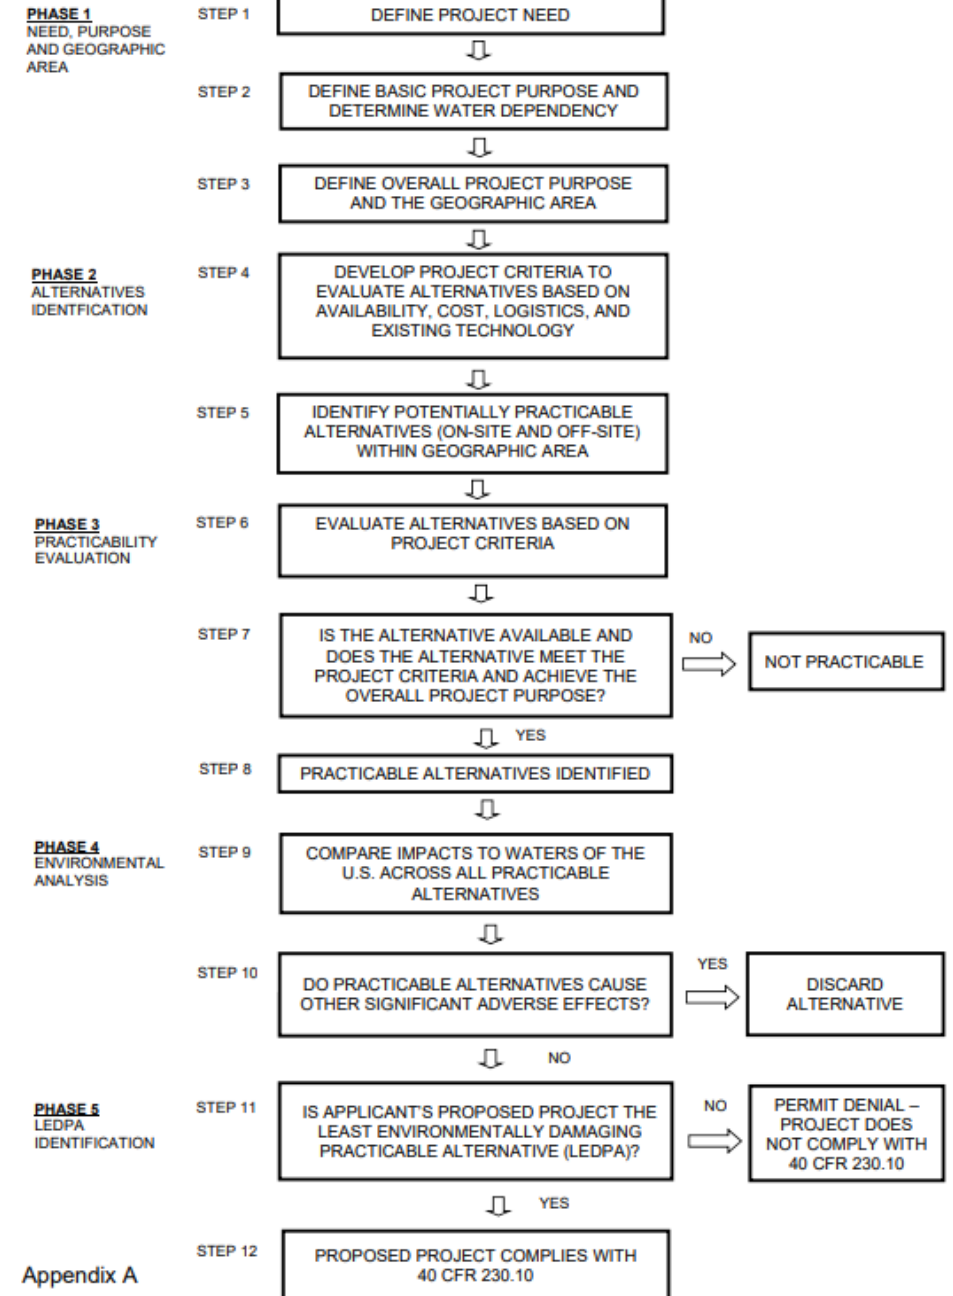 PHASE 1
NEED, PURPOSE
AND GEOGRAPHIC
AREA
STEP 1
DEFINE PROJECT NEED
STEP 2
DEFINE BASIC PROJECT PURPOSE AND
DETERMINE WATER DEPENDENCY
STEP 3
DEFINE OVERALL PROJECT PURPOSE
AND THE GEOGRAPHIC AREA
PHASE 2
ALTERNATIVES
IDENTFICATION
STEP 4
DEVELOP PROJECT CRITERIA TO
EVALUATE ALTERNATIVES BASED ON
AVAILABILITY, COST, LOGISTICS, AND
EXISTING TECHNOLOGY
STEP 5
IDENTIFY POTENTIALLY PRACTICABLE
ALTERNATIVES (ON-SITE AND OFF-SITE)
WITHIN GEOGRAPHIC AREA
PHASE 3
PRACTICABILITY
EVALUATION
STEP 6
EVALUATE ALTERNATIVES BASED ON
PROJECT CRITERIA
STEP 7
IS THE ALTERNATIVE AVAILABLE AND
DOES THE ALTERNATIVE MEET THE
PROJECT CRITERIA AND ACHIEVE THE
OVERALL PROJECT PURPOSE?
NO
NOT PRACTICABLE
YES
STEP 8
PRACTICABLE ALTERNATIVES IDENTIFIED
PHASE 4
ENVIRONMENTAL
ANALYSIS
STEP 9
COMPARE IMPACTS TO WATERS OF THE
U.S. ACROSS ALL PRACTICABLE
ALTERNATIVES
STEP 10
DO PRACTICABLE ALTERNATIVES CAUSE
OTHER SIGNIFICANT ADVERSE EFFECTS?
YES
DISCARD
ALTERNATIVE
NO
PHASE 5
LEDPA
IDENTIFICATION
STEP 11
IS APPLICANT'S PROPOSED PROJECT THE
LEAST ENVIRONMENTALLY DAMAGING
PRACTICABLE ALTERNATIVE (LEDPA)?
NO
PERMIT DENIAL –
PROJECT DOES
NOT COMPLY WITH
40 CFR 230.10
YES
STEP 12
PROPOSED PROJECT COMPLIES WITH
40 CFR 230.10
Appendix A